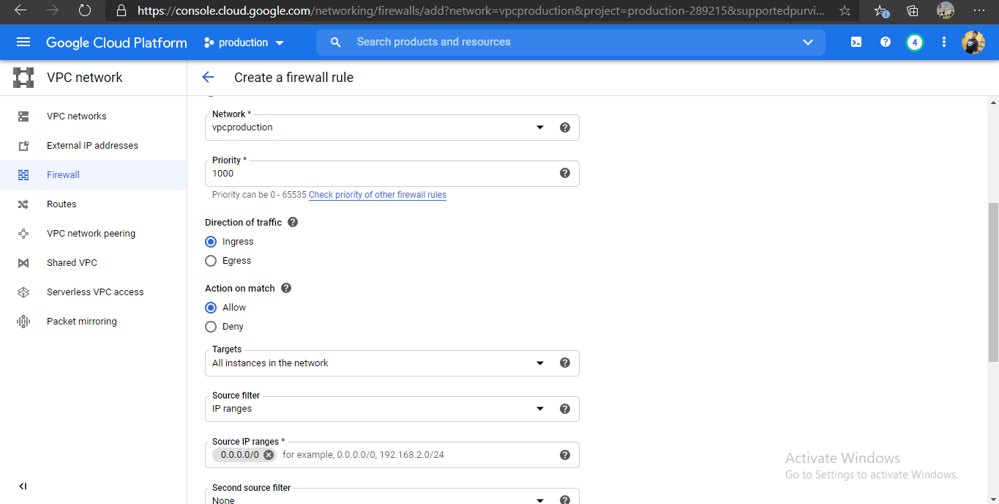 https://console.cloud.google.com/networking/firewalls/add?network=vpcproduction&project=production-289215&supportedpurvi...
Google Cloud Platform
production
Search products and resources
4
VPC network
Create a firewall rule
VPC networks
External IP addresses
Firewall
Routes
VPC network peering
Shared VPC
Serverless VPC access
Packet mirroring
Network *
vpcproduction
Priority *
1000
Priority can be 0 - 65535 Check priority of other firewall rules
Direction of traffic
Ingress
Egress
Action on match
Allow
Deny
Targets
All instances in the network
Source filter
IP ranges
Source IP ranges *
0.0.0.0/0 for example, 0.0.0.0/0, 192.168.2.0/24
Second source filter
None
Activate Windows
Go to Settings to activate Windows.